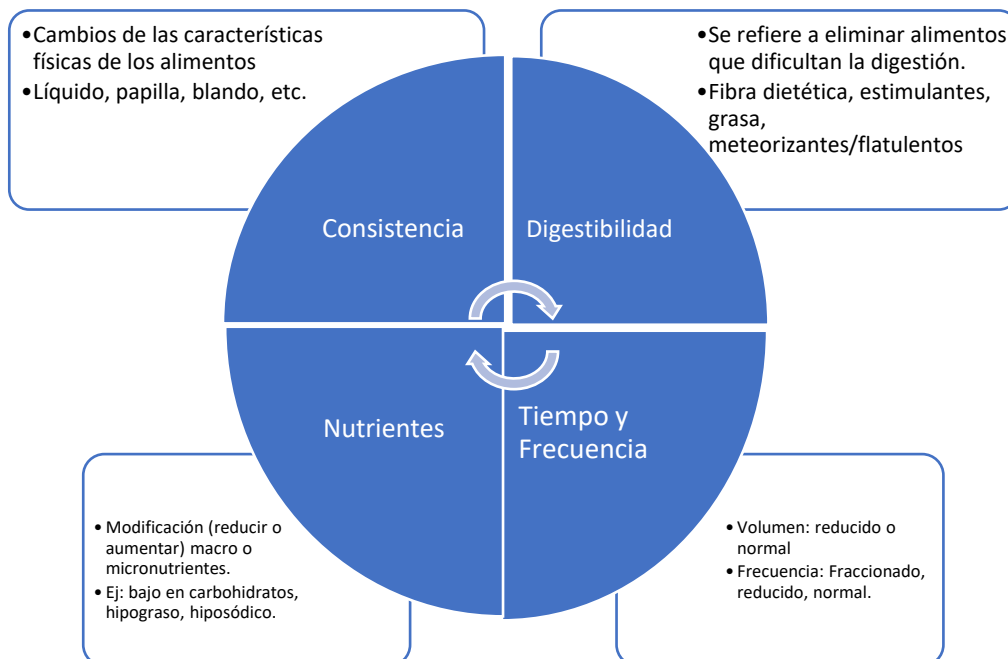 •Cambios de las características
físicas de los alimentos
•Líquido, papilla, blando, etc.
•Se refiere a eliminar alimentos
que dificultan la digestión.
•Fibra dietética, estimulantes,
grasa,
meteorizantes/flatulentos
Consistencia
Digestibilidad
Nutrientes
Tiempo y
Frecuencia
• Modificación (reducir o
aumentar) macro o
micronutrientes.
• Ej: bajo en carbohidratos,
hipograso, hiposódico.
• Volumen: reducido o
normal
• Frecuencia: Fraccionado,
reducido, normal.